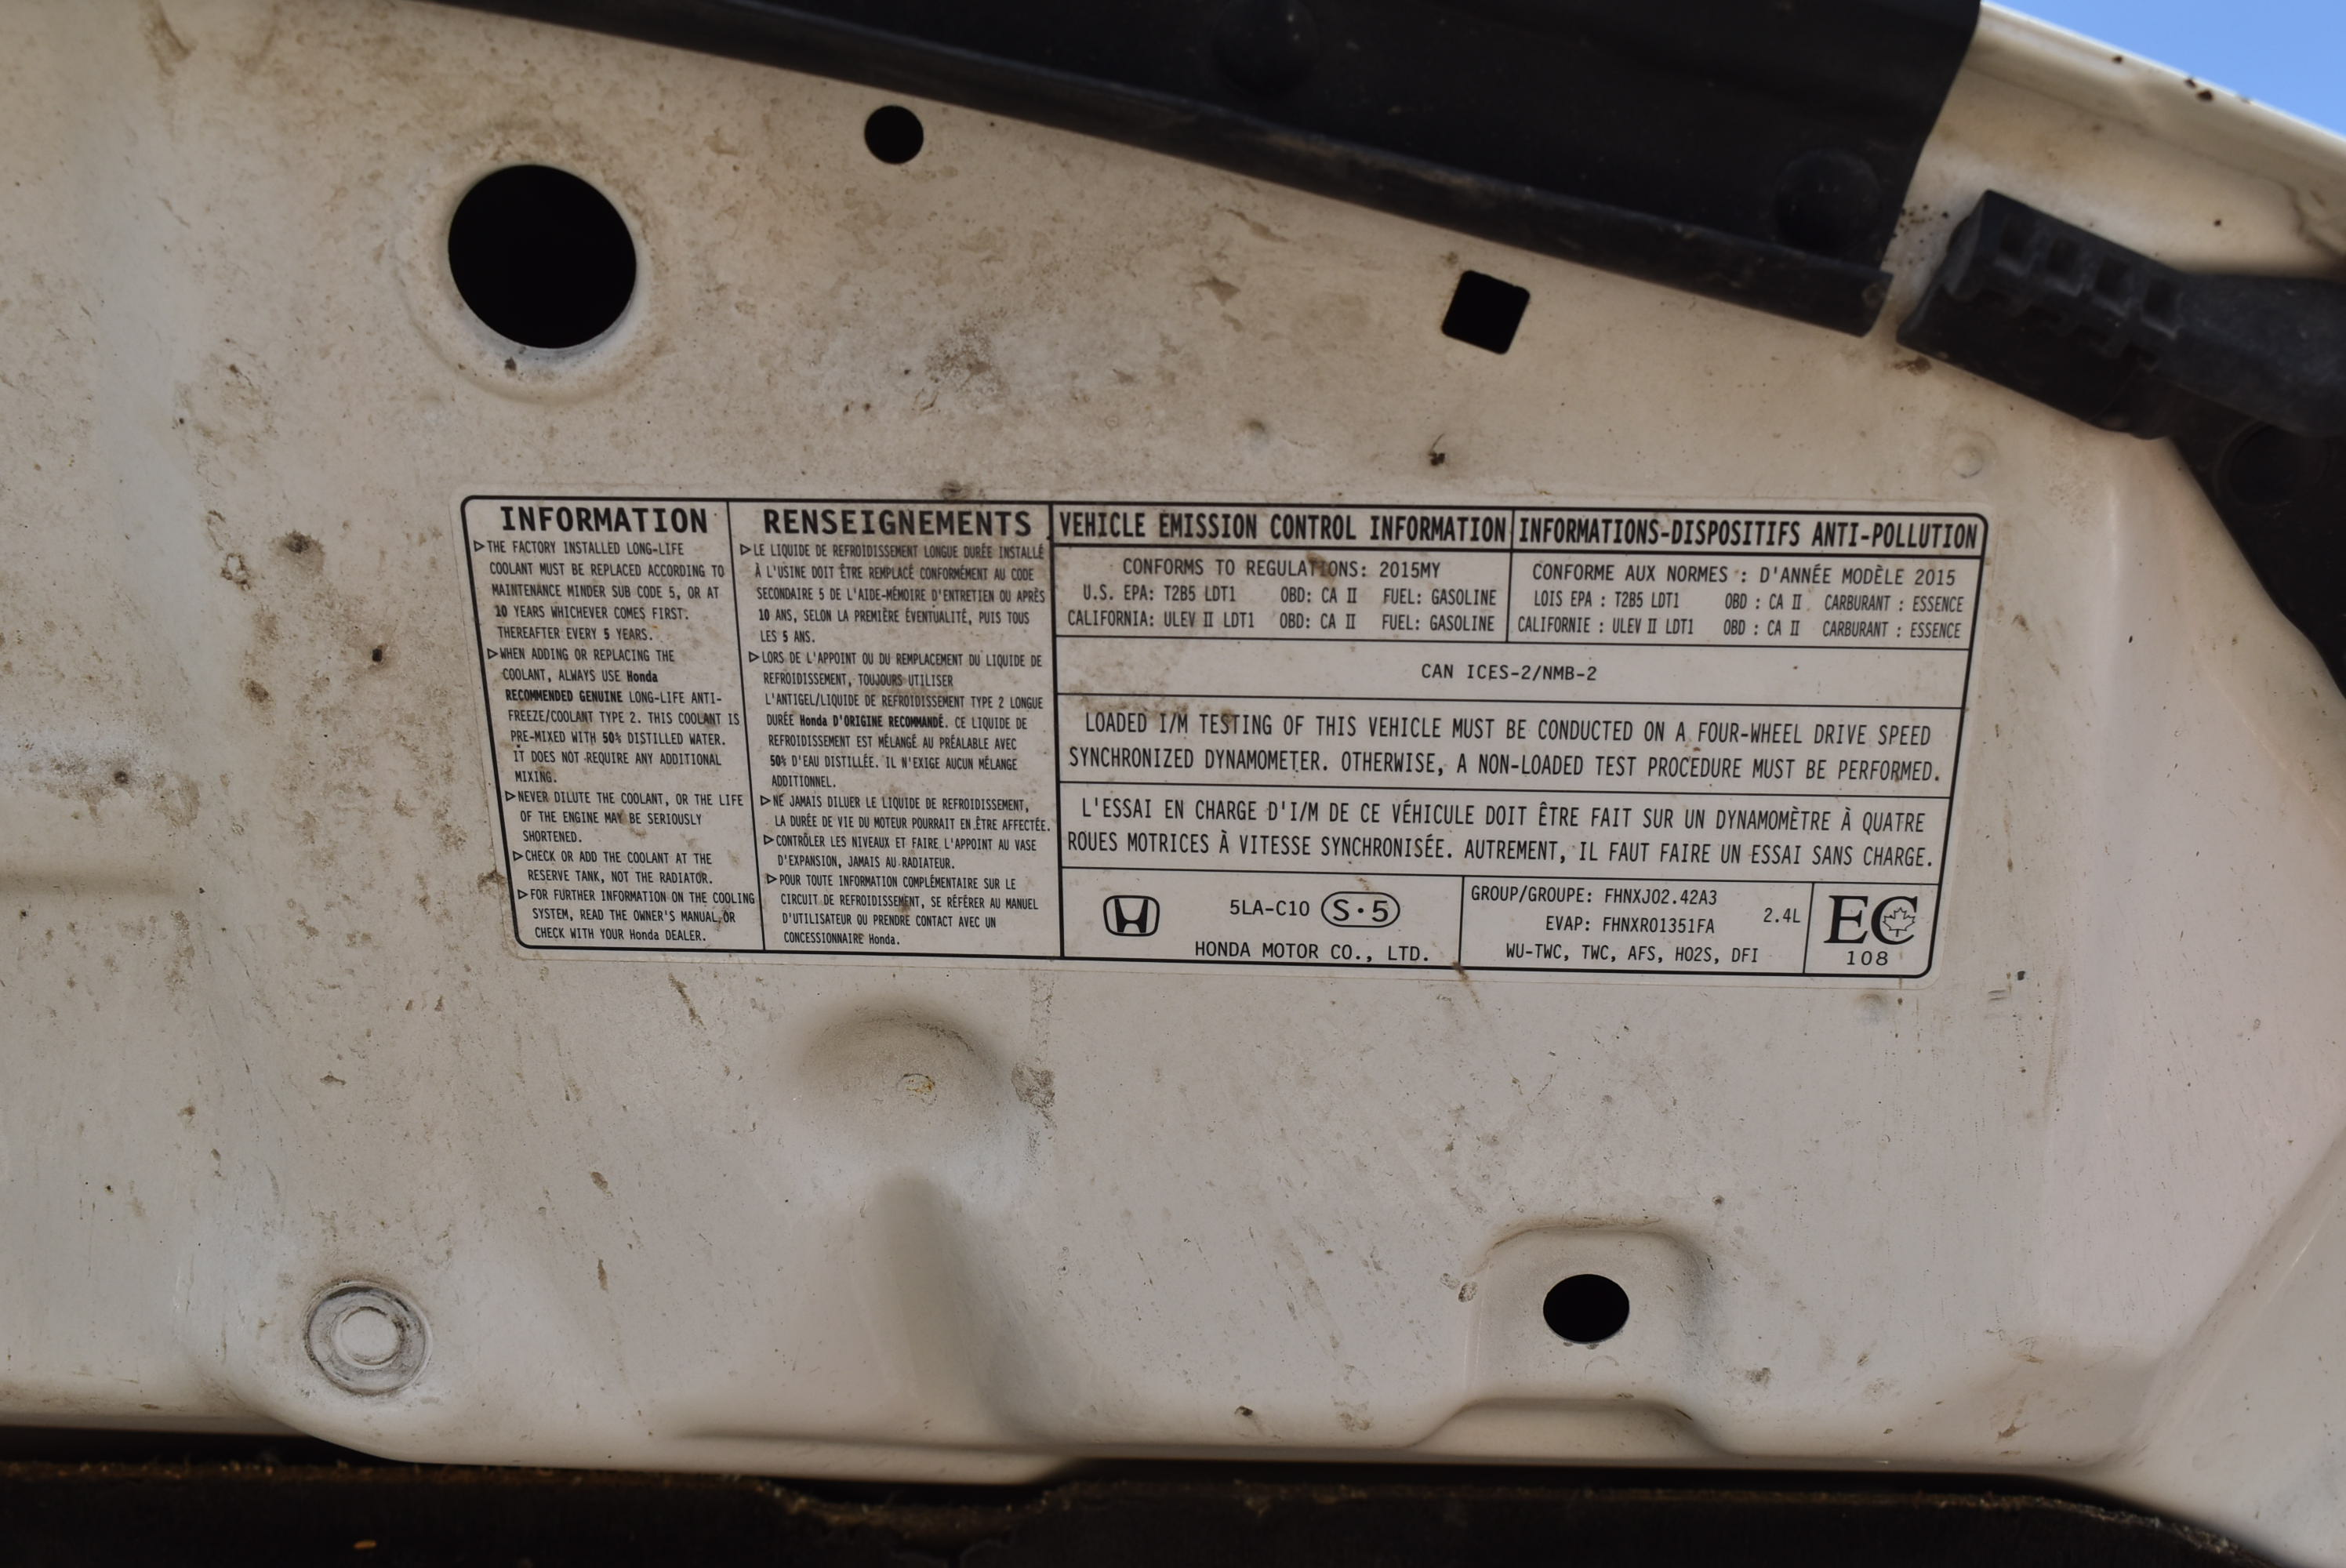 INFORMATION
▷THE FACTORY INSTALLED LONG-LIFE
COOLANT MUST BE REPLACED ACCORDING TO
MAINTENANCE MINDER SUB CODE 5, OR AT
10 YEARS WHICHEVER COMES FIRST.
THEREAFTER EVERY 5 YEARS.
▷WHEN ADDING OR REPLACING THE
COOLANT, ALWAYS USE Honda
RECOMMENDED GENUINE LONG-LIFE ANTI-
FREEZE/COOLANT TYPE 2. THIS COOLANT IS
PRE-MIXED WITH 50% DISTILLED WATER.
IT DOES NOT REQUIRE ANY ADDITIONAL
MIXING.
▷NEVER DILUTE THE COOLANT, OR THE LIFE
OF THE ENGINE MAY BE SERIOUSLY
SHORTENED.
▷CHECK OR ADD THE COOLANT AT THE
RESERVE TANK, NOT THE RADIATOR.
▷FOR FURTHER INFORMATION ON THE COOLING
SYSTEM, READ THE OWNER'S MANUAL OR
CHECK WITH YOUR Honda DEALER.
RENSEIGNEMENTS
▷LE LIQUIDE DE REFROIDISSEMENT LONGUE DURÉE INSTALLÉ
À L'USINE DOIT ÊTRE REMPLACÉ CONFORMÉMENT AU CODE
SECONDAIRE 5 DE L'AIDE-MÉMOIRE D'ENTRETIEN OU APRÈS
10 ANS, SELON LA PREMIÈRE ÉVENTUALITÉ, PUIS TOUS
LES 5 ANS.
▷LORS DE L'APPOINT OU DU REMPLACEMENT DU LIQUIDE DE
REFROIDISSEMENT, TOUJOURS UTILISER
L'ANTIGEL/LIQUIDE DE REFROIDISSEMENT TYPE 2 LONGUE
DURÉE Honda D'ORIGINE RECOMMANDÉ. CE LIQUIDE DE
REFROIDISSEMENT EST MÉLANGÉ AU PRÉALABLE AVEC
50% D'EAU DISTILLÉE. IL N'EXIGE AUCUN MÉLANGE
ADDITIONNEL.
▷NE JAMAIS DILUER LE LIQUIDE DE REFROIDISSEMENT,
LA DURÉE DE VIE DU MOTEUR POURRAIT EN ÊTRE AFFECTÉE.
▷CONTRÔLER LES NIVEAUX ET FAIRE L'APPOINT AU VASE
D'EXPANSION, JAMAIS AU RADIATEUR.
▷POUR TOUTE INFORMATION COMPLÉMENTAIRE SUR LE
CIRCUIT DE REFROIDISSEMENT, SE RÉFÉRER AU MANUEL
D'UTILISATEUR OU PRENDRE CONTACT AVEC UN
CONCESSIONNAIRE Honda.
VEHICLE EMISSION CONTROL INFORMATION
CONFORMS TO REGULATIONS: 2015MY
U.S. EPA: T2B5 LDT1 OBD: CA II FUEL: GASOLINE
CALIFORNIA: ULEV II LDT1 OBD: CA II FUEL: GASOLINE
INFORMATIONS-DISPOSITIFS ANTI-POLLUTION
CONFORME AUX NORMES : D'ANNÉE MODÈLE 2015
LOIS EPA : T2B5 LDT1 OBD : CA II CARBURANT : ESSENCE
CALIFORNIE : ULEV II LDT1 OBD : CA II CARBURANT : ESSENCE
CAN ICES-2/NMB-2
LOADED I/M TESTING OF THIS VEHICLE MUST BE CONDUCTED ON A FOUR-WHEEL DRIVE SPEED
SYNCHRONIZED DYNAMOMETER. OTHERWISE, A NON-LOADED TEST PROCEDURE MUST BE PERFORMED.
L'ESSAI EN CHARGE D'I/M DE CE VÉHICULE DOIT ÊTRE FAIT SUR UN DYNAMOMÈTRE À QUATRE
ROUES MOTRICES À VITESSE SYNCHRONISÉE. AUTREMENT, IL FAUT FAIRE UN ESSAI SANS CHARGE.
5LA-C10 S·5
HONDA MOTOR CO., LTD.
GROUP/GROUPE: FHNXJ02.42A3
EVAP: FHNXR01351FA 2.4L
WU-TWC, TWC, AFS, HO2S, DFI
EC
108